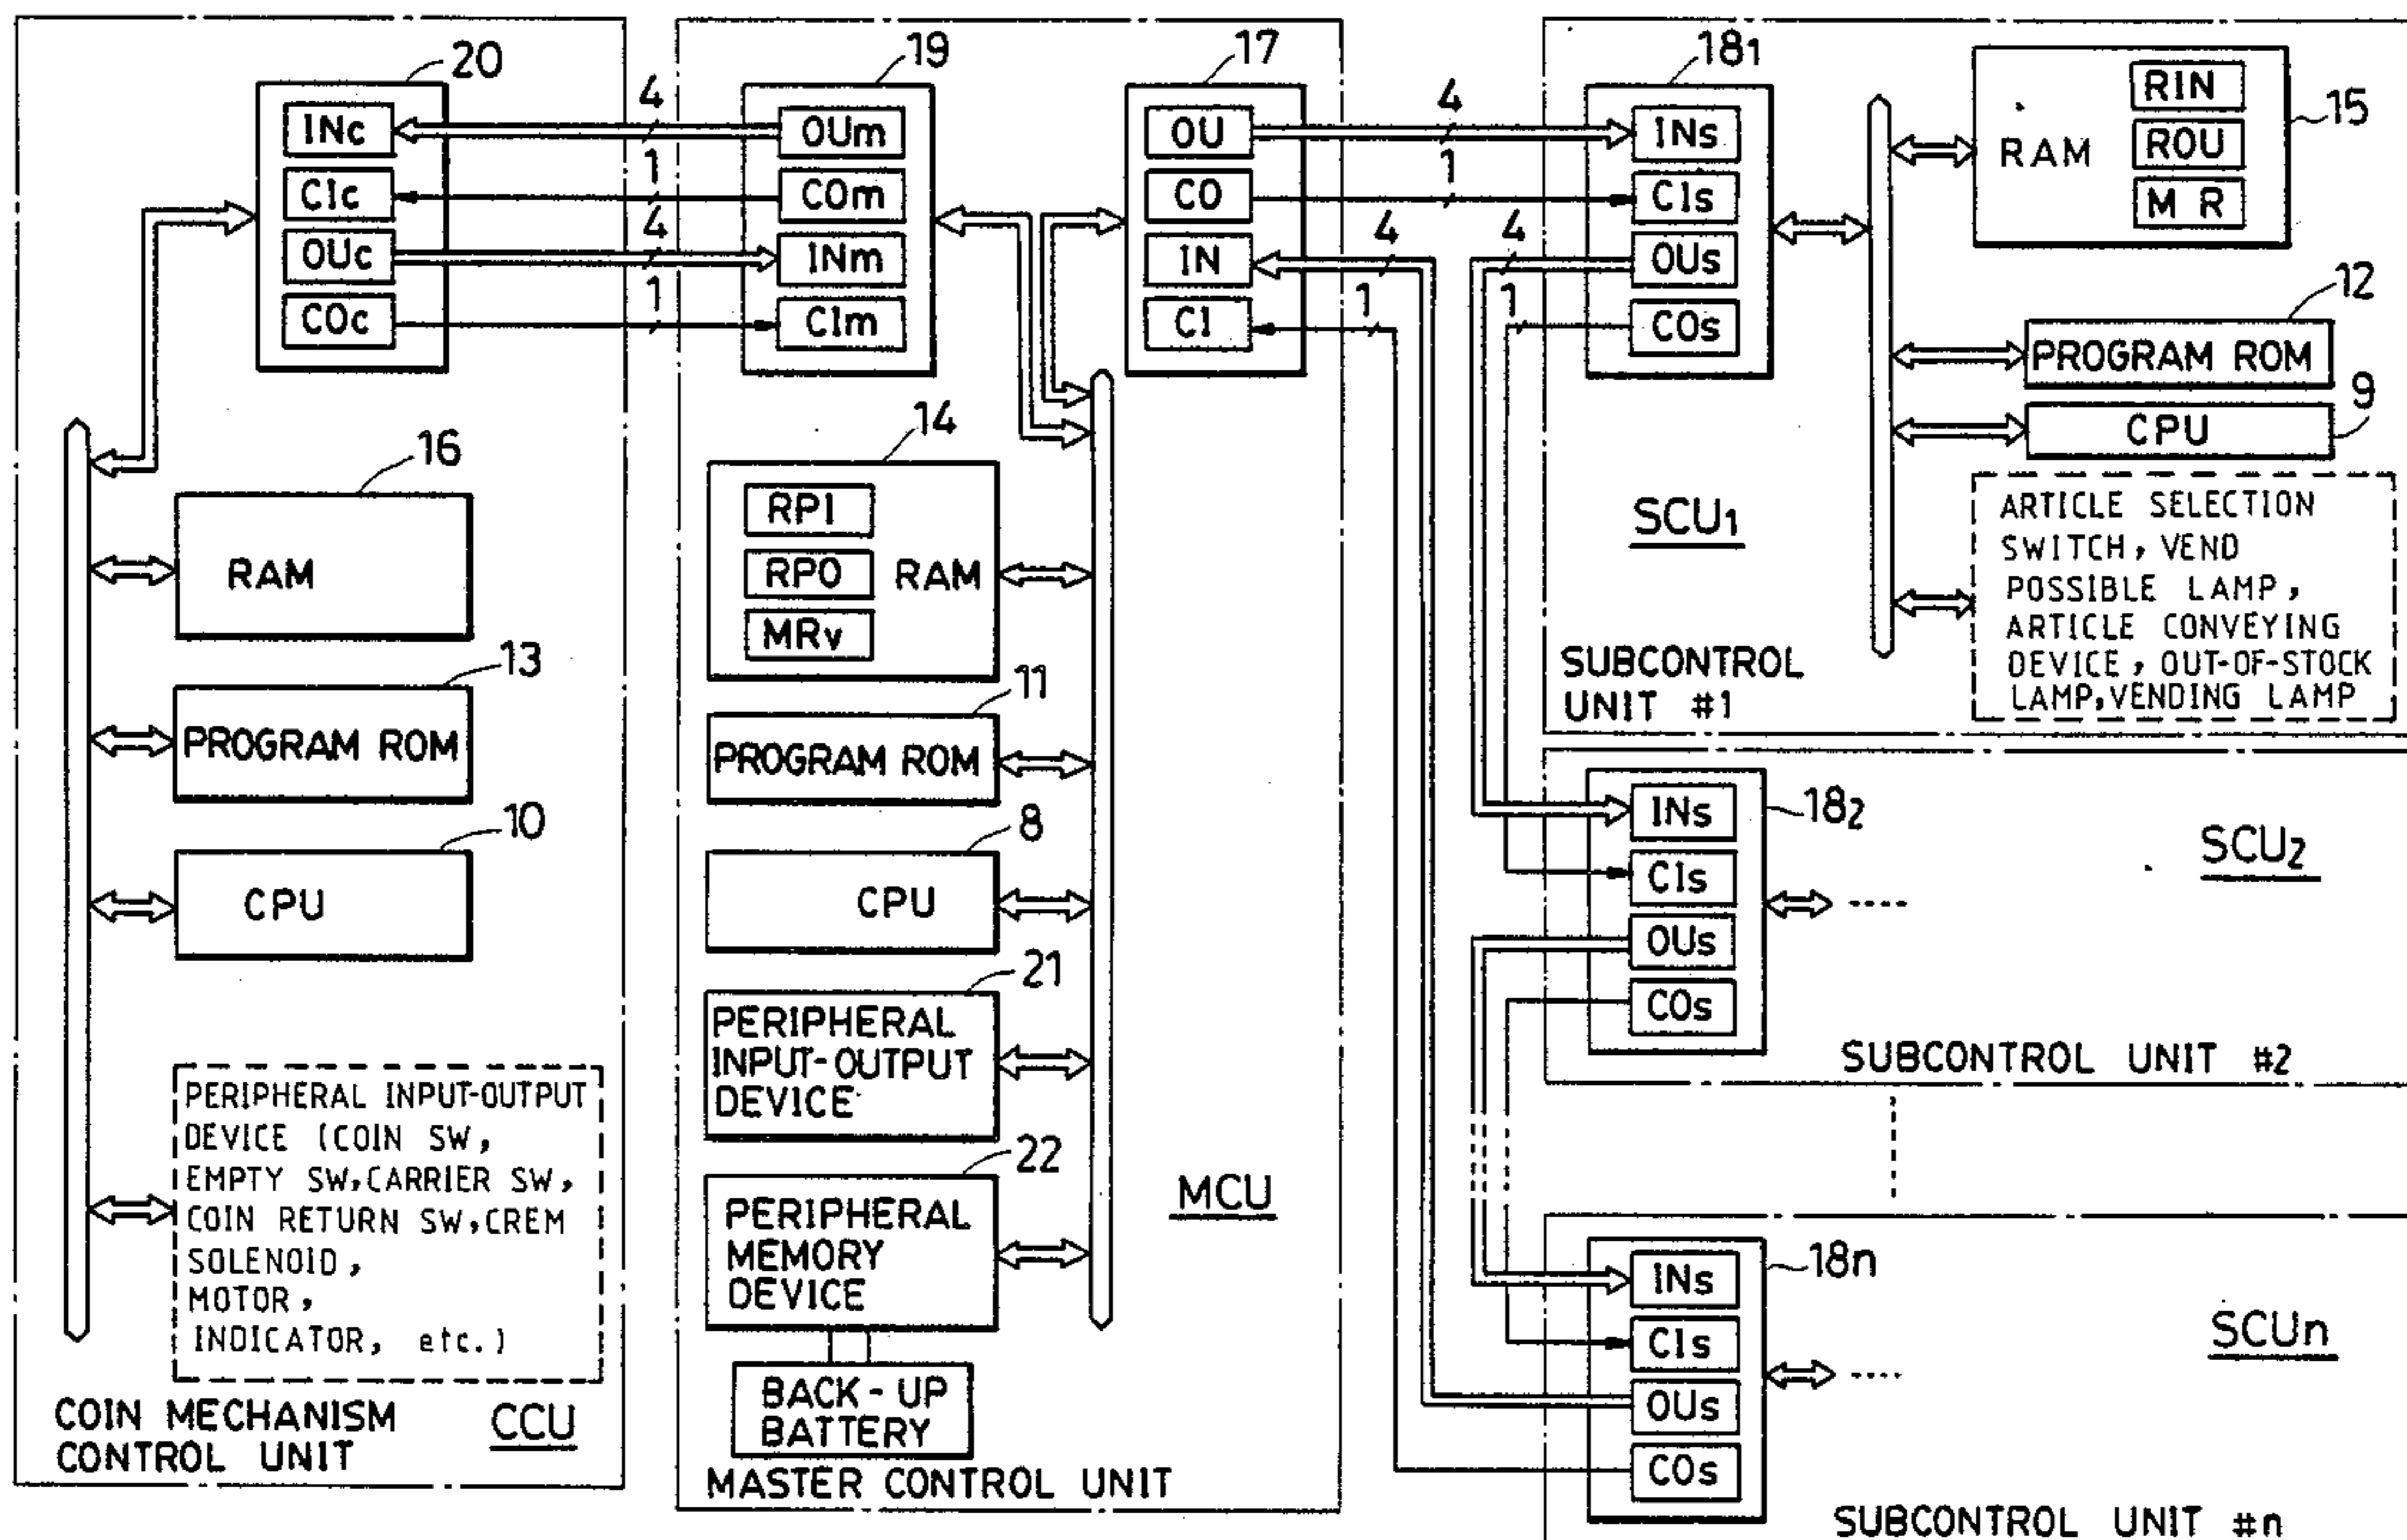 20
INc
CIc
OUc
COc
16
RAM
13
PROGRAM ROM
10
CPU
PERIPHERAL INPUT-OUTPUT
DEVICE (COIN SW,
EMPTY SW, CARRIER SW,
COIN RETURN SW, CREM
SOLENOID,
MOTOR,
INDICATOR, etc.)
COIN MECHANISM
CONTROL UNIT
CCU
4
1
4
1
19
OUm
COm
INm
CIm
17
OU
CO
IN
CI
14
RPI
RPO
MRv
RAM
11
PROGRAM ROM
8
CPU
21
PERIPHERAL
INPUT-OUTPUT
DEVICE
22
PERIPHERAL
MEMORY
DEVICE
BACK-UP
BATTERY
MCU
MASTER CONTROL UNIT
4
1
4
1
4
1
181
INs
CIs
OUs
COs
RAM
RIN
ROU
MR
15
12
PROGRAM ROM
9
CPU
ARTICLE SELECTION
SWITCH, VEND
POSSIBLE LAMP,
ARTICLE CONVEYING
DEVICE, OUT-OF-STOCK
LAMP, VENDING LAMP
SCU1
SUBCONTROL
UNIT #1
182
INs
CIs
OUs
COs
SCU2
SUBCONTROL UNIT #2
18n
INs
CIs
OUs
COs
SCUn
SUBCONTROL UNIT #n